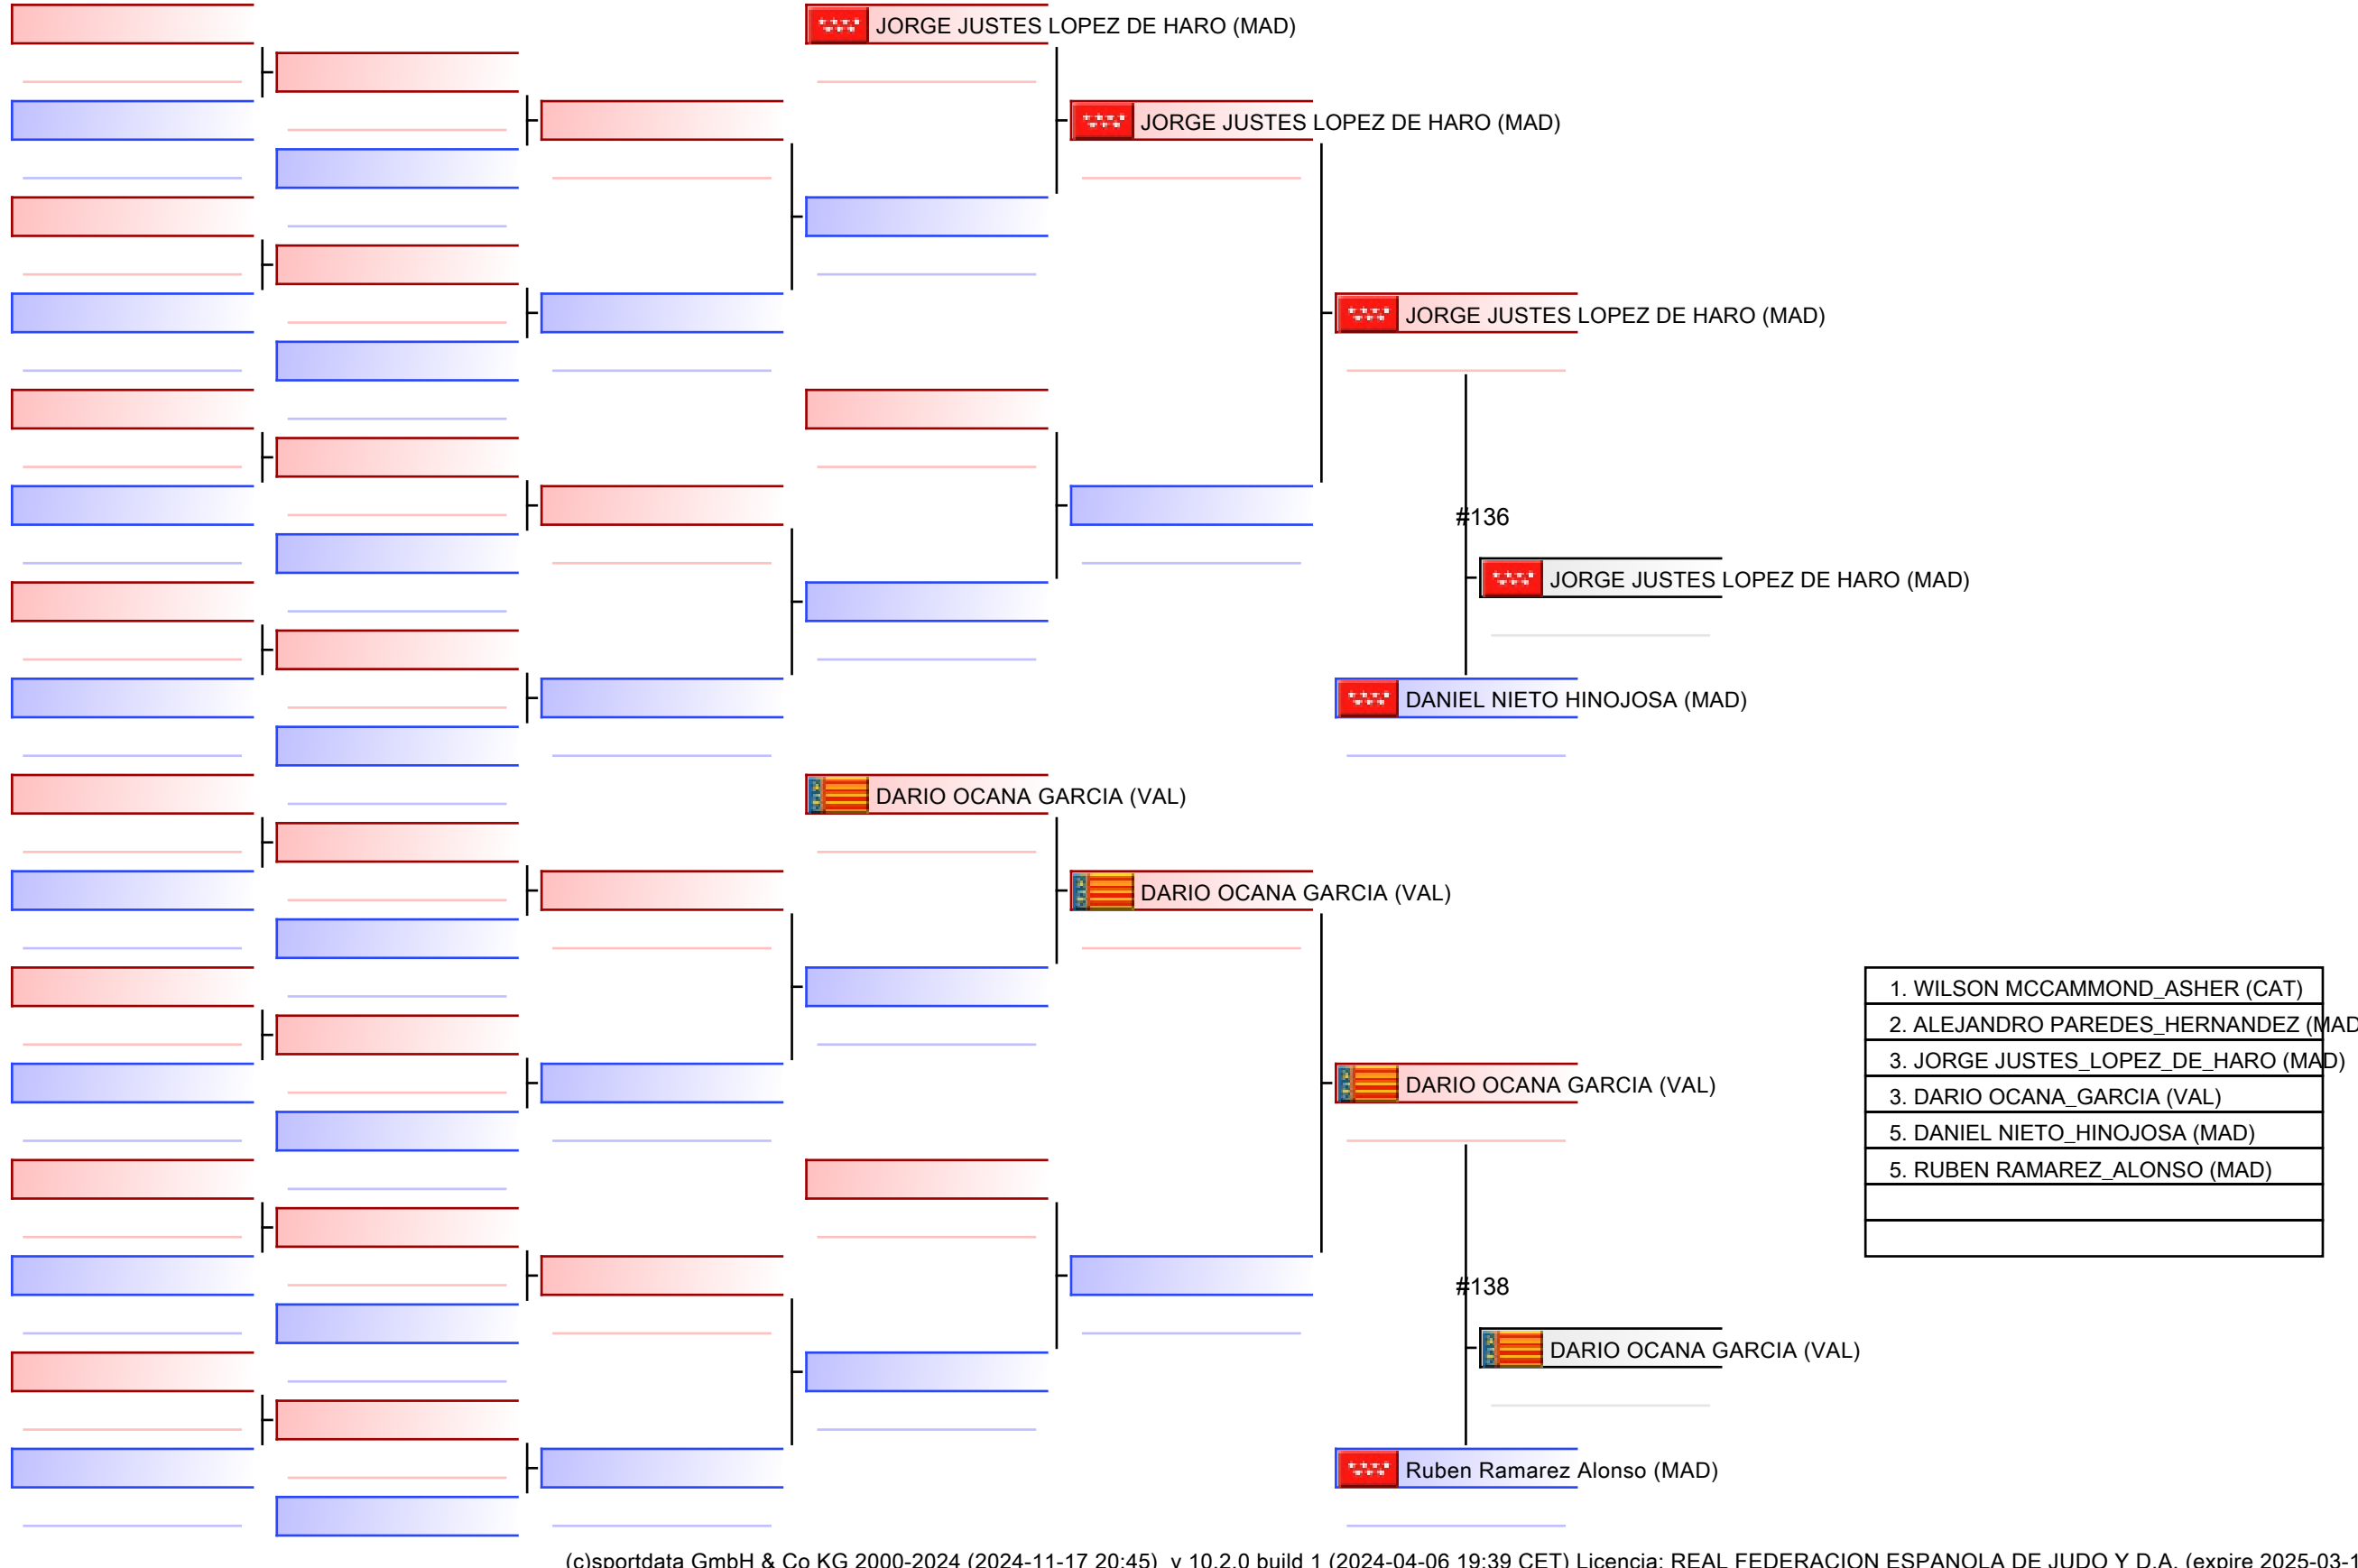 JORGE JUSTES LOPEZ DE HARO (MAD)
JORGE JUSTES LOPEZ DE HARO (MAD)
JORGE JUSTES LOPEZ DE HARO (MAD)
#136
JORGE JUSTES LOPEZ DE HARO (MAD)
DANIEL NIETO HINOJOSA (MAD)
DARIO OCANA GARCIA (VAL)
DARIO OCANA GARCIA (VAL)
DARIO OCANA GARCIA (VAL)
1. WILSON MCCAMMOND_ASHER (CAT)
2. ALEJANDRO PAREDES_HERNANDEZ (MAD
3. JORGE JUSTES_LOPEZ_DE_HARO (MAD)
3. DARIO OCANA_GARCIA (VAL)
5. DANIEL NIETO_HINOJOSA (MAD)
5. RUBEN RAMAREZ_ALONSO (MAD)
#138
DARIO OCANA GARCIA (VAL)
Ruben Ramarez Alonso (MAD)
(c)sportdata GmbH & Co KG 2000-2024 (2024-11-17 20:45) v 10.2.0 build 1 (2024-04-06 19:39 CET) Licencia: REAL FEDERACION ESPANOLA DE JUDO Y D.A. (expire 2025-03-1